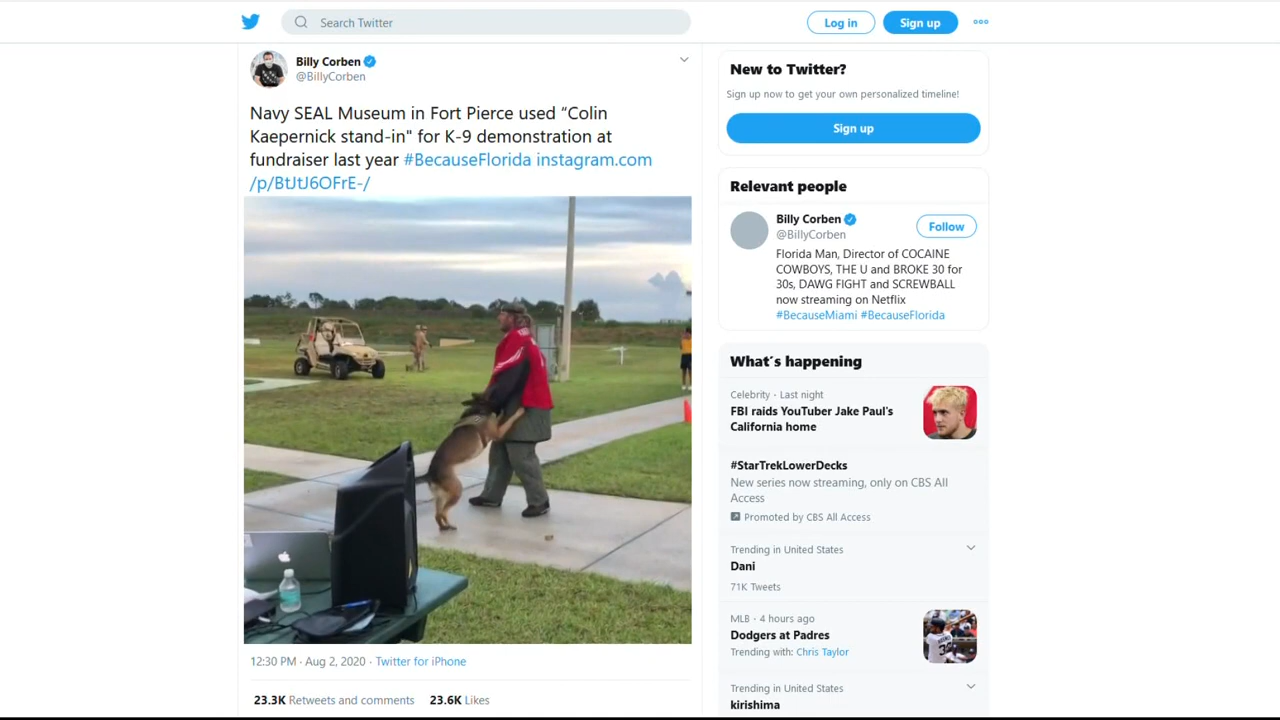 Search Twitter
Log in
Sign up
Billy Corben
@BillyCorben
Navy SEAL Museum in Fort Pierce used “Colin
Kaepernick stand-in" for K-9 demonstration at
fundraiser last year #BecauseFlorida instagram.com
/p/BtJtJ6OFrE-/
12:30 PM · Aug 2, 2020 · Twitter for iPhone
23.3K Retweets and comments 23.6K Likes
New to Twitter?
Sign up now to get your own personalized timeline!
Sign up
Relevant people
Billy Corben
@BillyCorben
Follow
Florida Man, Director of COCAINE
COWBOYS, THE U and BROKE 30 for
30s, DAWG FIGHT and SCREWBALL
now streaming on Netflix
#BecauseMiami #BecauseFlorida
What's happening
Celebrity · Last night
FBI raids YouTuber Jake Paul's
California home
#StarTrekLowerDecks
New series now streaming, only on CBS All
Access
Promoted by CBS All Access
Trending in United States
Dani
71K Tweets
MLB · 4 hours ago
Dodgers at Padres
Trending with: Chris Taylor
Trending in United States
kirishima